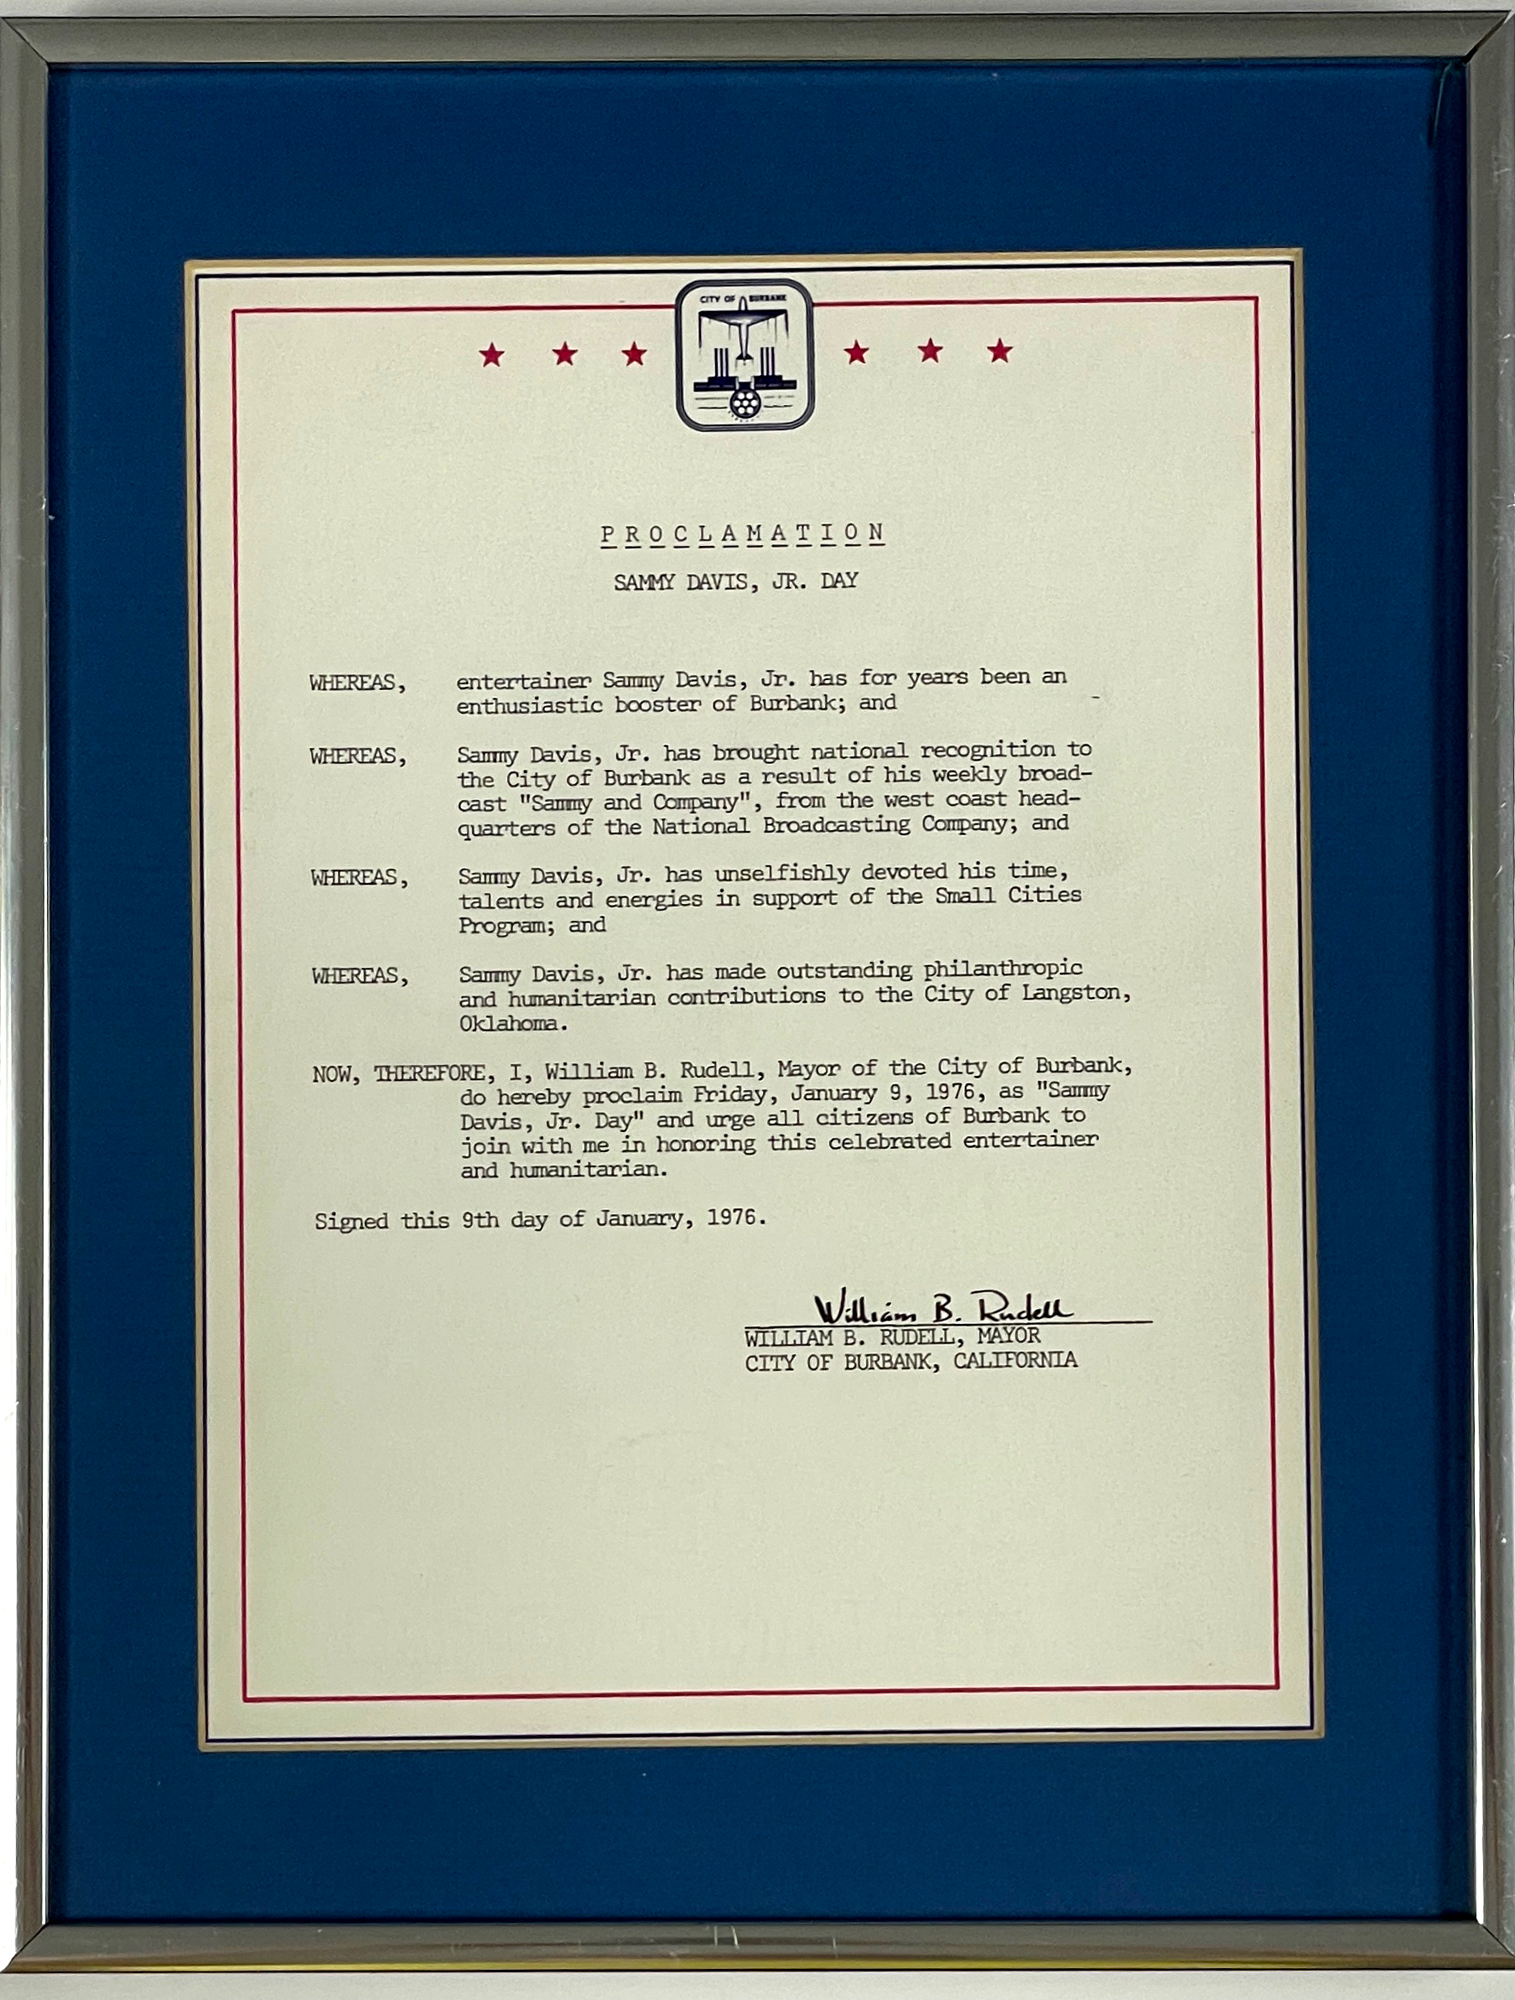 CITY OF BURBANK
PROCLAMATION
SAMMY DAVIS, JR. DAY
WHEREAS, entertainer Sammy Davis, Jr. has for years been an
enthusiastic booster of Burbank; and
WHEREAS, Sammy Davis, Jr. has brought national recognition to
the City of Burbank as a result of his weekly broad-
cast "Sammy and Company", from the west coast head-
quarters of the National Broadcasting Company; and
WHEREAS, Sammy Davis, Jr. has unselfishly devoted his time,
talents and energies in support of the Small Cities
Program; and
WHEREAS, Sammy Davis, Jr. has made outstanding philanthropic
and humanitarian contributions to the City of Langston,
Oklahoma.
NOW, THEREFORE, I, William B. Rudell, Mayor of the City of Burbank,
do hereby proclaim Friday, January 9, 1976, as "Sammy
Davis, Jr. Day" and urge all citizens of Burbank to
join with me in honoring this celebrated entertainer
and humanitarian.
Signed this 9th day of January, 1976.
William B. Rudell
WILLIAM B. RUDELL, MAYOR
CITY OF BURBANK, CALIFORNIA